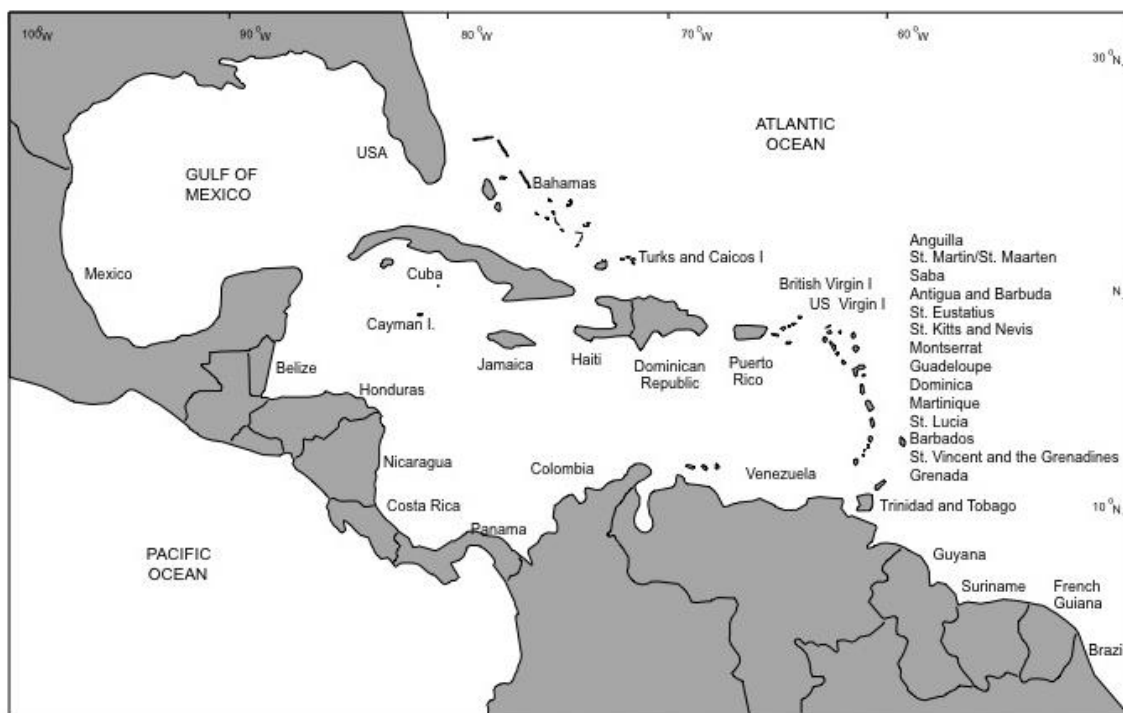 100°W
90°W
80°W
70°W
60°W
30°N
ATLANTIC
OCEAN
USA
GULF OF
MEXICO
Bahamas
Mexico
Cuba
Turks and Caicos I
Anguilla
St. Martin/St. Maarten
Saba
British Virgin I
US Virgin I
Antigua and Barbuda
N
St. Eustatius
Cayman I.
St. Kitts and Nevis
Jamaica
Haiti
Dominican
Republic
Puerto
Rico
Montserrat
Belize
Guadeloupe
Honduras
Dominica
Martinique
St. Lucia
Barbados
Nicaragua
Colombia
Venezuela
St. Vincent and the Grenadines
Grenada
Costa Rica
Trinidad and Tobago
10°N
Panama
PACIFIC
OCEAN
Guyana
Suriname
French
Guiana
Brazi